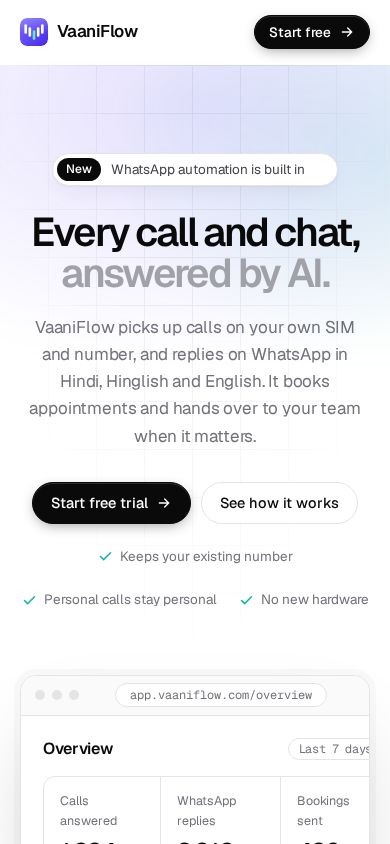 VaaniFlow
Start free →
New WhatsApp automation is built in
Every call and chat,
answered by AI.
VaaniFlow picks up calls on your own SIM
and number, and replies on WhatsApp in
Hindi, Hinglish and English. It books
appointments and hands over to your team
when it matters.
Start free trial → See how it works
✓ Keeps your existing number
✓ Personal calls stay personal ✓ No new hardware
app.vaaniflow.com/overview
Overview Last 7 days
Calls answered
WhatsApp replies
Bookings sent